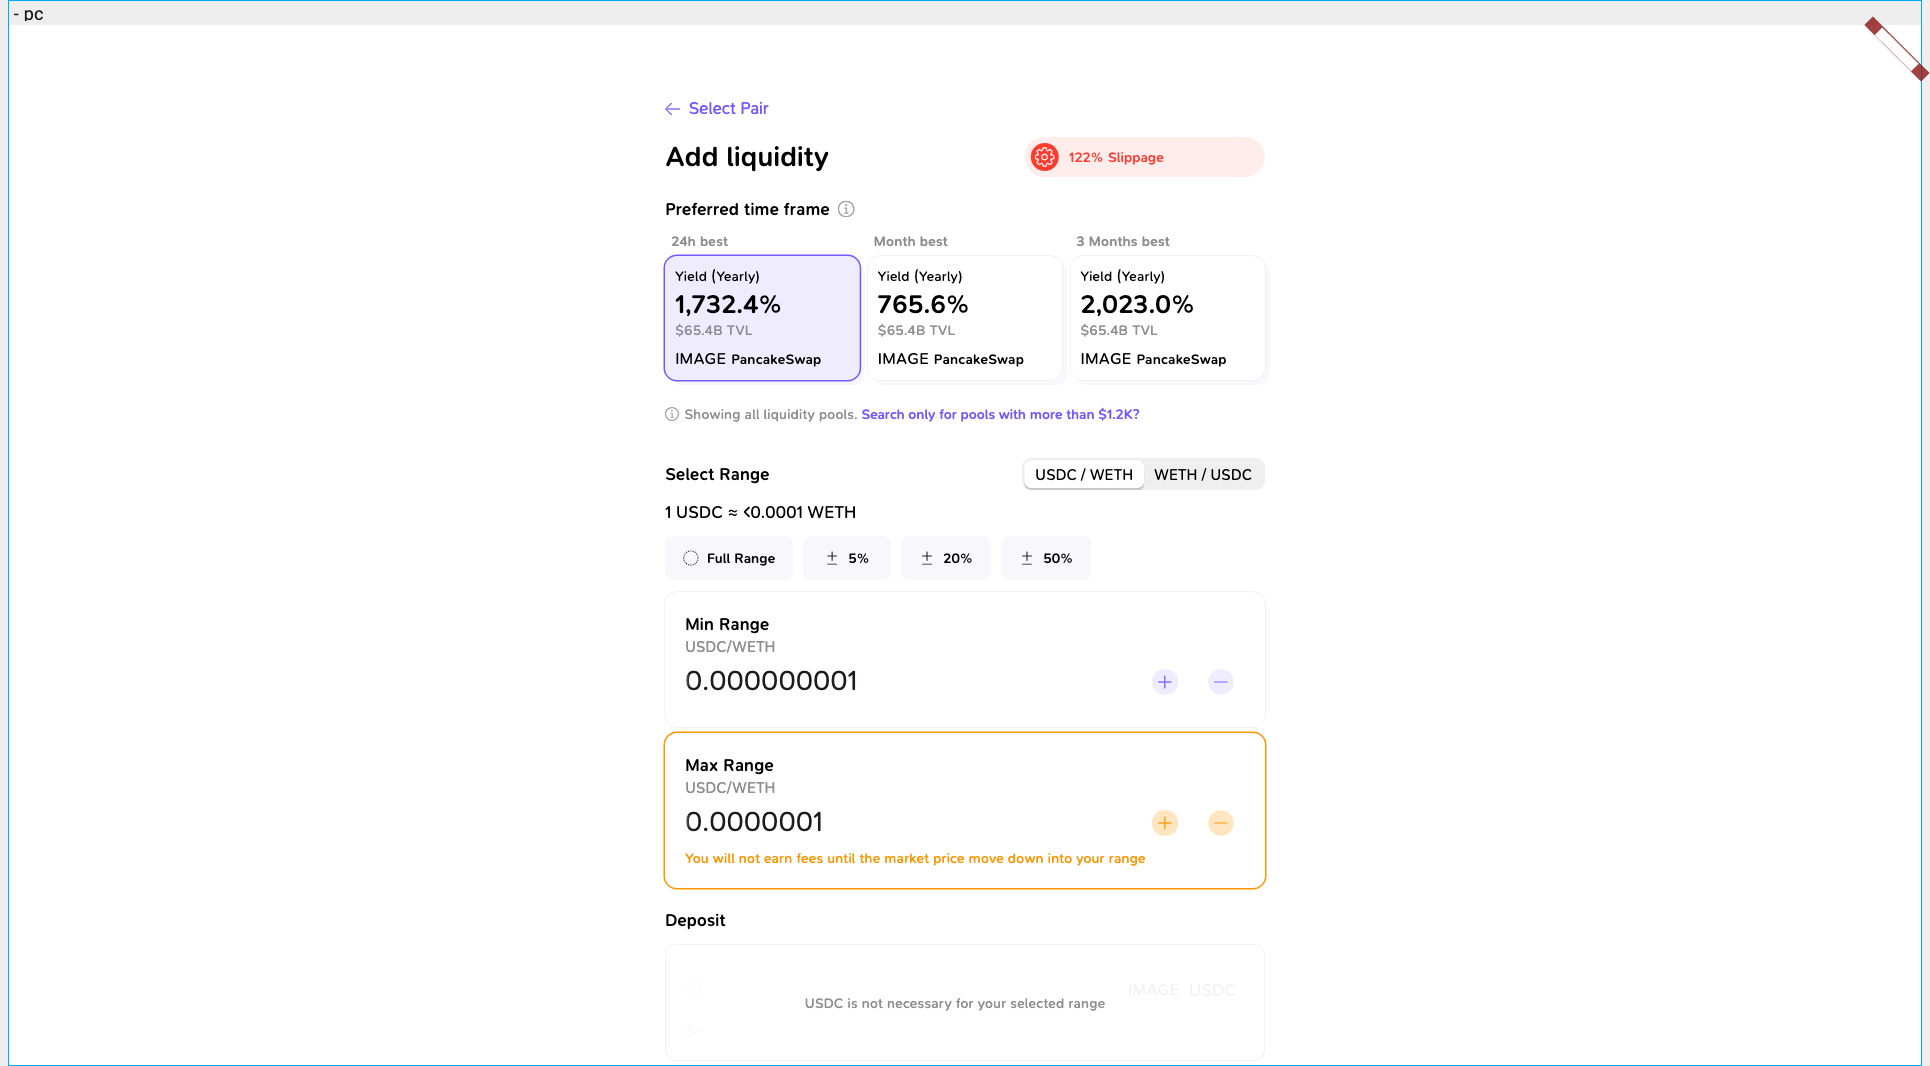 - pc
Select Pair
Add liquidity
122% Slippage
Preferred time frame
24h best
Month best
3 Months best
Yield (Yearly)
1,732.4%
$65.4B TVL
IMAGE PancakeSwap
Yield (Yearly)
765.6%
$65.4B TVL
IMAGE PancakeSwap
Yield (Yearly)
2,023.0%
$65.4B TVL
IMAGE PancakeSwap
Showing all liquidity pools. Search only for pools with more than $1.2K?
Select Range
USDC / WETH
WETH / USDC
1 USDC ≈ <0.0001 WETH
Full Range
± 5%
± 20%
± 50%
Min Range
USDC/WETH
0.000000001
Max Range
USDC/WETH
0.0000001
You will not earn fees until the market price move down into your range
Deposit
IMAGE USDC
USDC is not necessary for your selected range